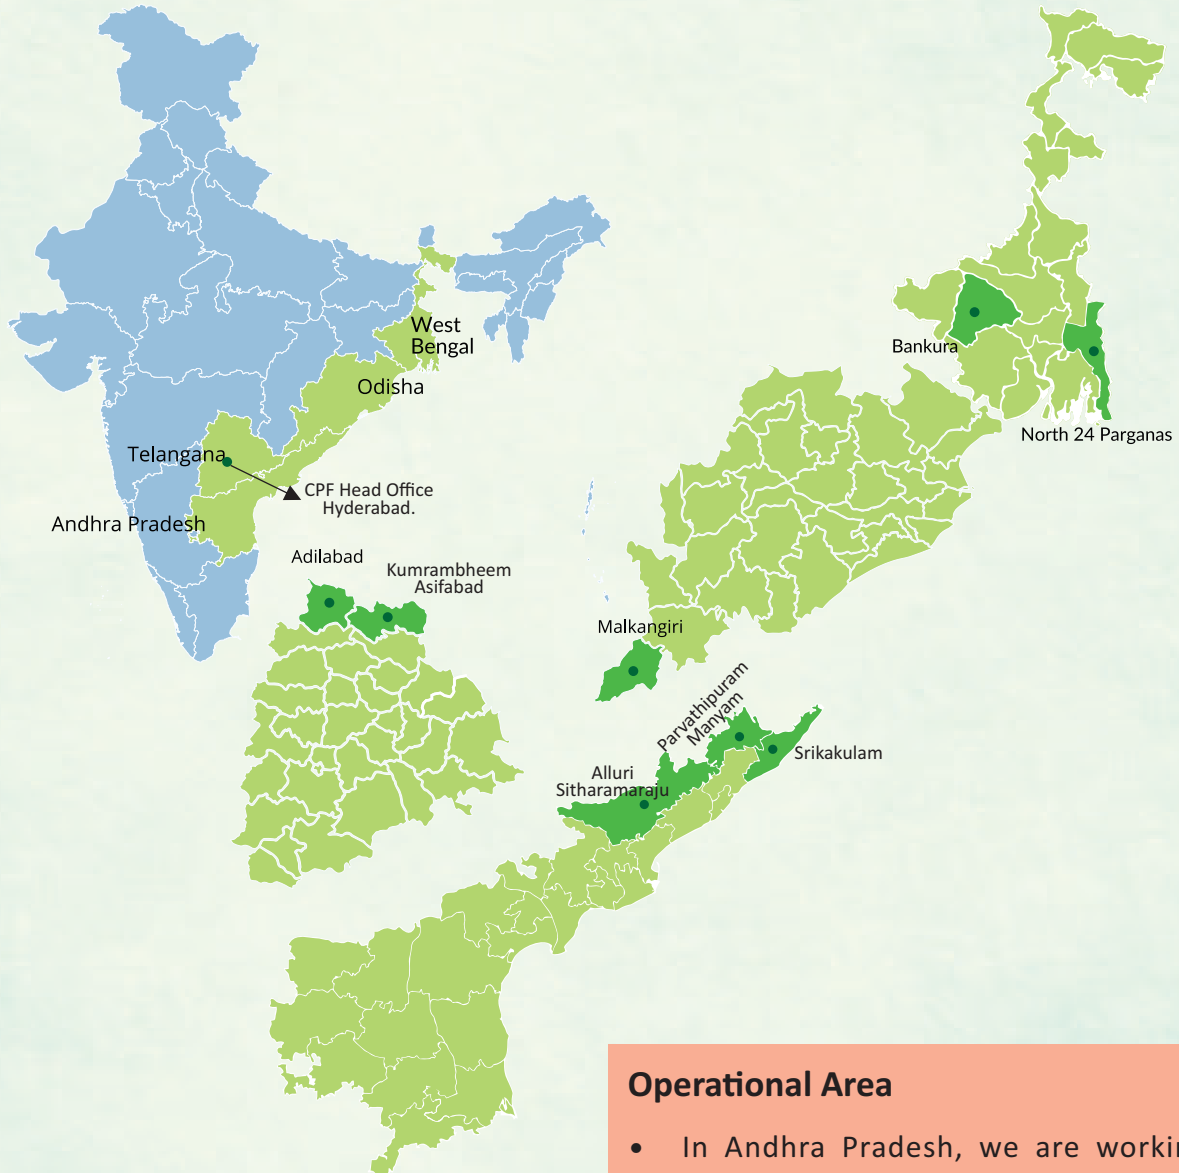 West
Bengal
Odisha
Telangana
CPF Head Office
Hyderabad.
Andhra Pradesh
Adilabad
Kumrambheem
Asifabad
Bankura
North 24 Parganas
Malkangiri
Parvathipuram
Manyam
Srikakulam
Alluri
Sitharamaraju
Operational Area
• In Andhra Pradesh, we are workin